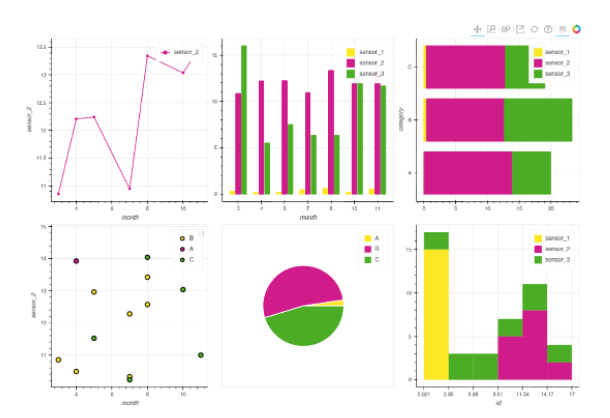 13.5
13
12.5
12
11.5
11
sensor_2
sensor_2
4
6
8
10
month
15
10
5
0
sensor_1
sensor_2
sensor_3
3
4
5
7
8
10
11
month
category
C
B
A
sensor_1
sensor_2
sensor_3
0
5
10
15
20
15
14
13
12
11
sensor_2
B
A
C
4
6
8
10
month
A
B
C
15
10
5
0
sensor_1
sensor_2
sensor_3
0.021
2.85
5.68
8.51
11.34
14.17
17
id